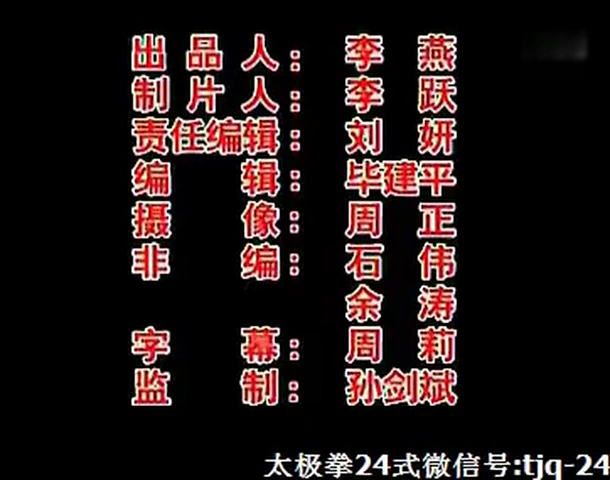 出品人：李燕
制片人：李跃
责任编辑：刘妍
编辑：毕建平
摄像：周正
非编：石伟
余涛
字幕：周莉
监制：孙剑斌
太极拳24式微信号:tjq-24